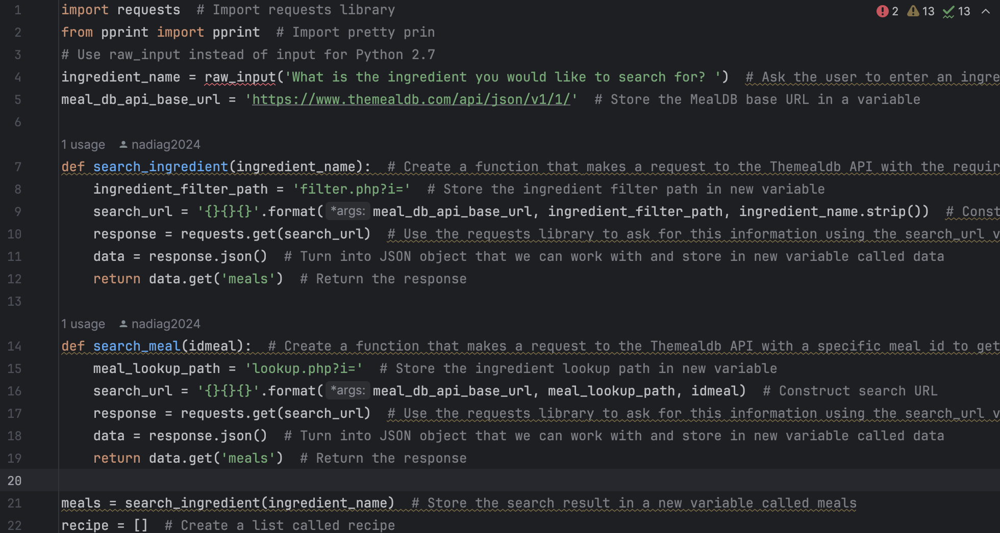 1 import requests  # Import requests library
2 from pprint import pprint  # Import pretty prin
3 # Use raw_input instead of input for Python 2.7
4 ingredient_name = raw_input('What is the ingredient you would like to search for? ')  # Ask the user to enter an ingre
5 meal_db_api_base_url = 'https://www.themealdb.com/api/json/v1/1/'  # Store the MealDB base URL in a variable
6
1 usage nadiag2024
7 def search_ingredient(ingredient_name):  # Create a function that makes a request to the Themealdb API with the requir
8     ingredient_filter_path = 'filter.php?i='  # Store the ingredient filter path in new variable
9     search_url = '{}{}{}'.format( *args: meal_db_api_base_url, ingredient_filter_path, ingredient_name.strip())  # Const
10     response = requests.get(search_url)  # Use the requests library to ask for this information using the search_url v
11     data = response.json()  # Turn into JSON object that we can work with and store in new variable called data
12     return data.get('meals')  # Return the response
13
1 usage nadiag2024
14 def search_meal(idmeal):  # Create a function that makes a request to the Themealdb API with a specific meal id to get
15     meal_lookup_path = 'lookup.php?i='  # Store the ingredient lookup path in new variable
16     search_url = '{}{}{}'.format( *args: meal_db_api_base_url, meal_lookup_path, idmeal)  # Construct search URL
17     response = requests.get(search_url)  # Use the requests library to ask for this information using the search_url v
18     data = response.json()  # Turn into JSON object that we can work with and store in new variable called data
19     return data.get('meals')  # Return the response
20
21 meals = search_ingredient(ingredient_name)  # Store the search result in a new variable called meals
22 recipe = []  # Create a list called recipe
2 13 13